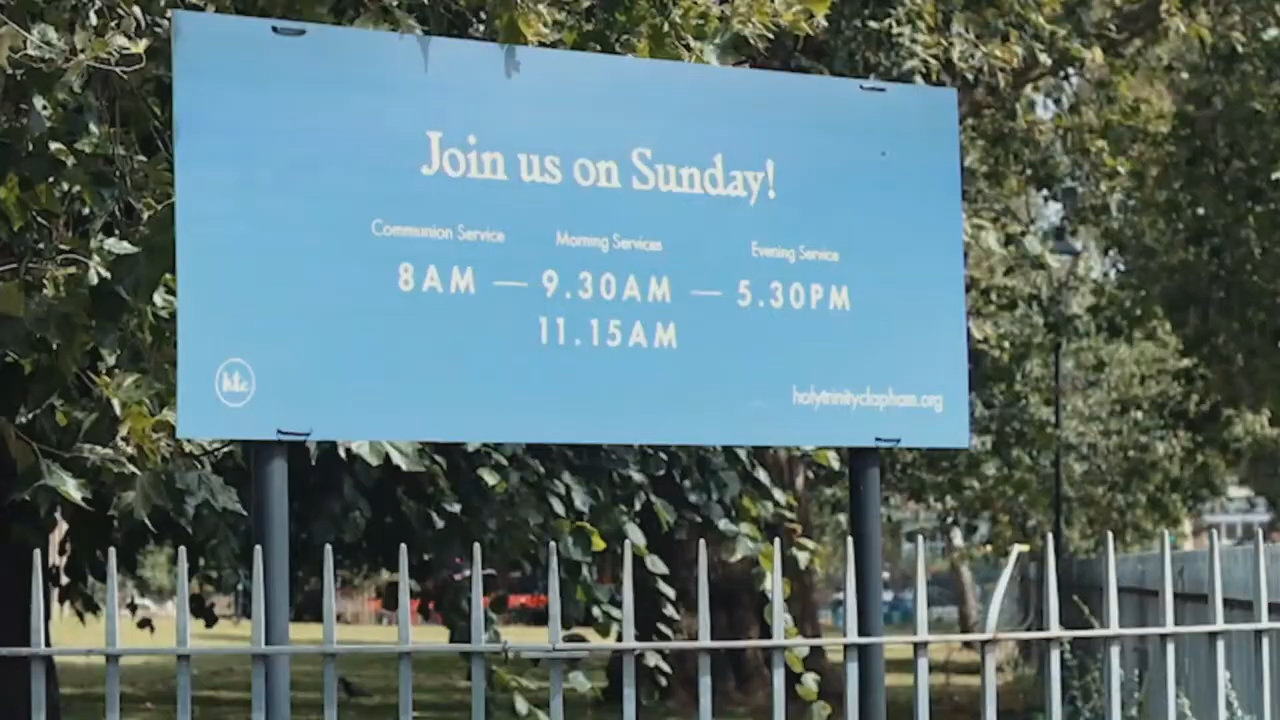 Join us on Sunday!
Communion Service Morning Services Evening Service
8AM — 9.30AM — 5.30PM
11.15AM
htc
holytrinityclapham.org